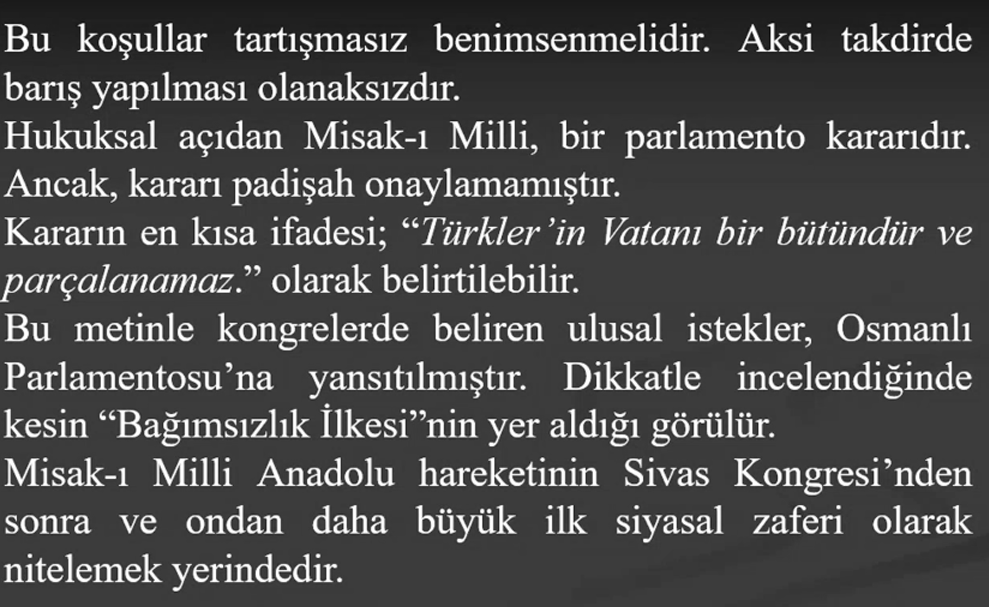 Bu koşullar tartışmasız benimsenmelidir. Aksi takdirde
barış yapılması olanaksızdır.
Hukuksal açıdan Misak-ı Milli, bir parlamento kararıdır.
Ancak, kararı padişah onaylamamıştır.
Kararın en kısa ifadesi; “Türkler’in Vatanı bir bütündür ve
parçalanamaz.” olarak belirtilebilir.
Bu metinle kongrelerde beliren ulusal istekler, Osmanlı
Parlamentosu’na yansıtılmıştır. Dikkatle incelendiğinde
kesin “Bağımsızlık İlkesi”nin yer aldığı görülür.
Misak-ı Milli Anadolu hareketinin Sivas Kongresi’nden
sonra ve ondan daha büyük ilk siyasal zaferi olarak
nitelemek yerindedir.